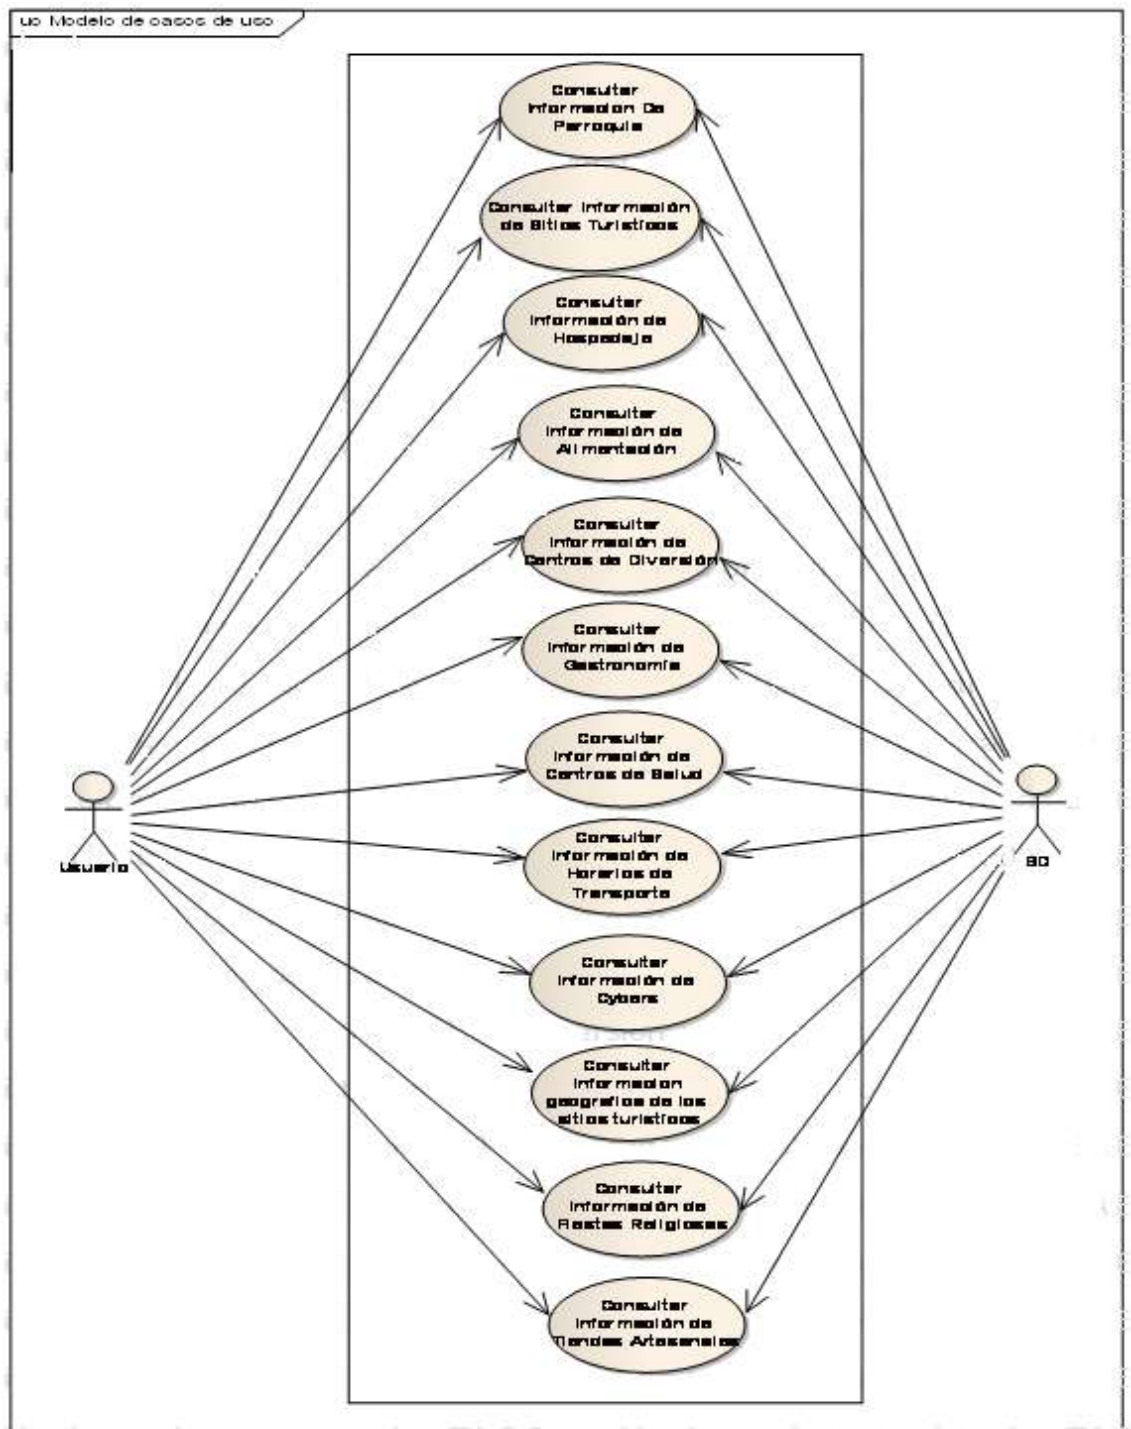 uc Modelo de casos de uso
Consultar
Informacion De
Parroquia
Consultar Información
de Sitios Turísticos
Consultar
Información de
Hospedaje
Consultar
Información de
Alimentación
Consultar
Información de
Centros de Diversión
Consultar
Información de
Gastronomía
Consultar
Información de
Centros de Salud
Consultar
Información de
Horarios de
Transporte
Consultar
Información de
Cybers
Consultar
Informacion
geografica de los
sitios turísticos
Consultar
Información de
Fiestas Religiosas
Consultar
Información de
Tiendas Artesanales
Usuario
BD